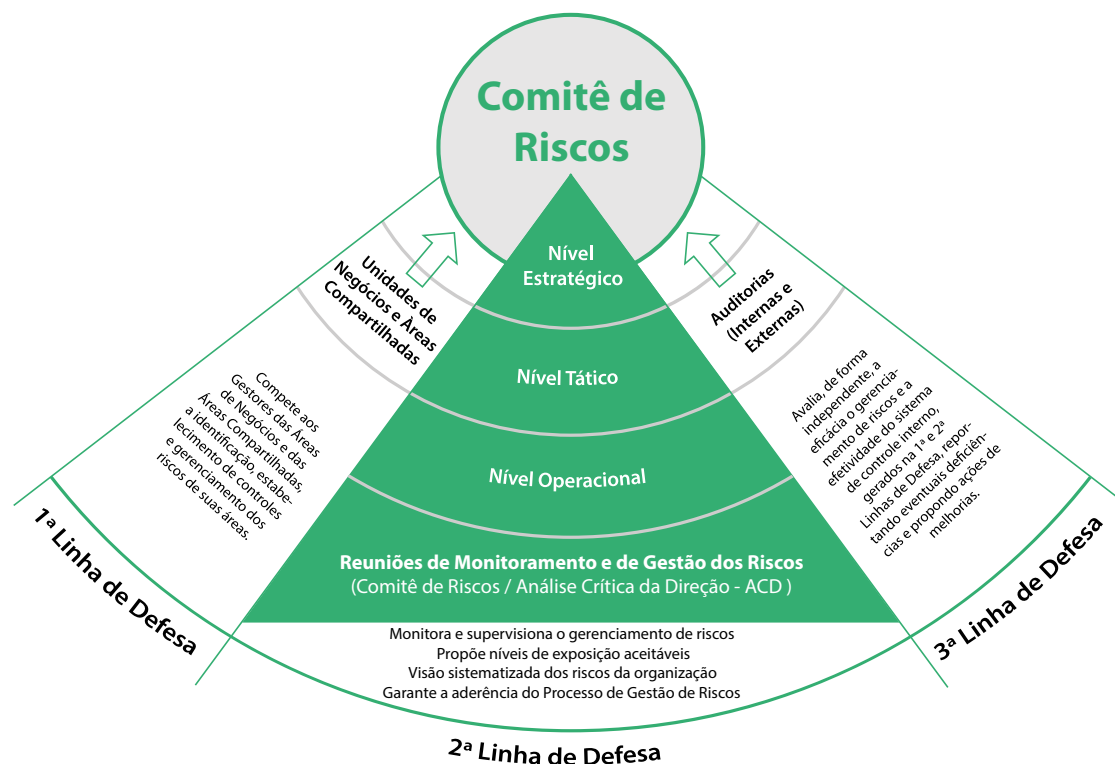 Comitê de
Riscos
Nível
Estratégico
Nível Tático
Nível Operacional
Reuniões de Monitoramento e de Gestão dos Riscos
(Comitê de Riscos / Análise Crítica da Direção - ACD )
Unidades de
Negócios e Àreas
Compartilhadas
Compete aos
Gestores das Áreas
de Negócios e das
Áreas Compartilhadas,
a identificação, estabe-
lecimento de controles
e gerenciamento dos
riscos de suas áreas.
1ª Linha de Defesa
Monitora e supervisiona o gerenciamento de riscos
Propõe níveis de exposição aceitáveis
Visão sistematizada dos riscos da organização
Garante a aderência do Processo de Gestão de Riscos
2ª Linha de Defesa
Auditorias
(Internas e
Externas)
Avalia, de forma
independente, a
eficácia o gerencia-
mento de riscos e a
efetividade do sistema
de controle interno,
gerados na 1ª e 2ª
Linhas de Defesa, repor-
tando eventuais deficiên-
cias e propondo ações de
melhorias.
3ª Linha de Defesa